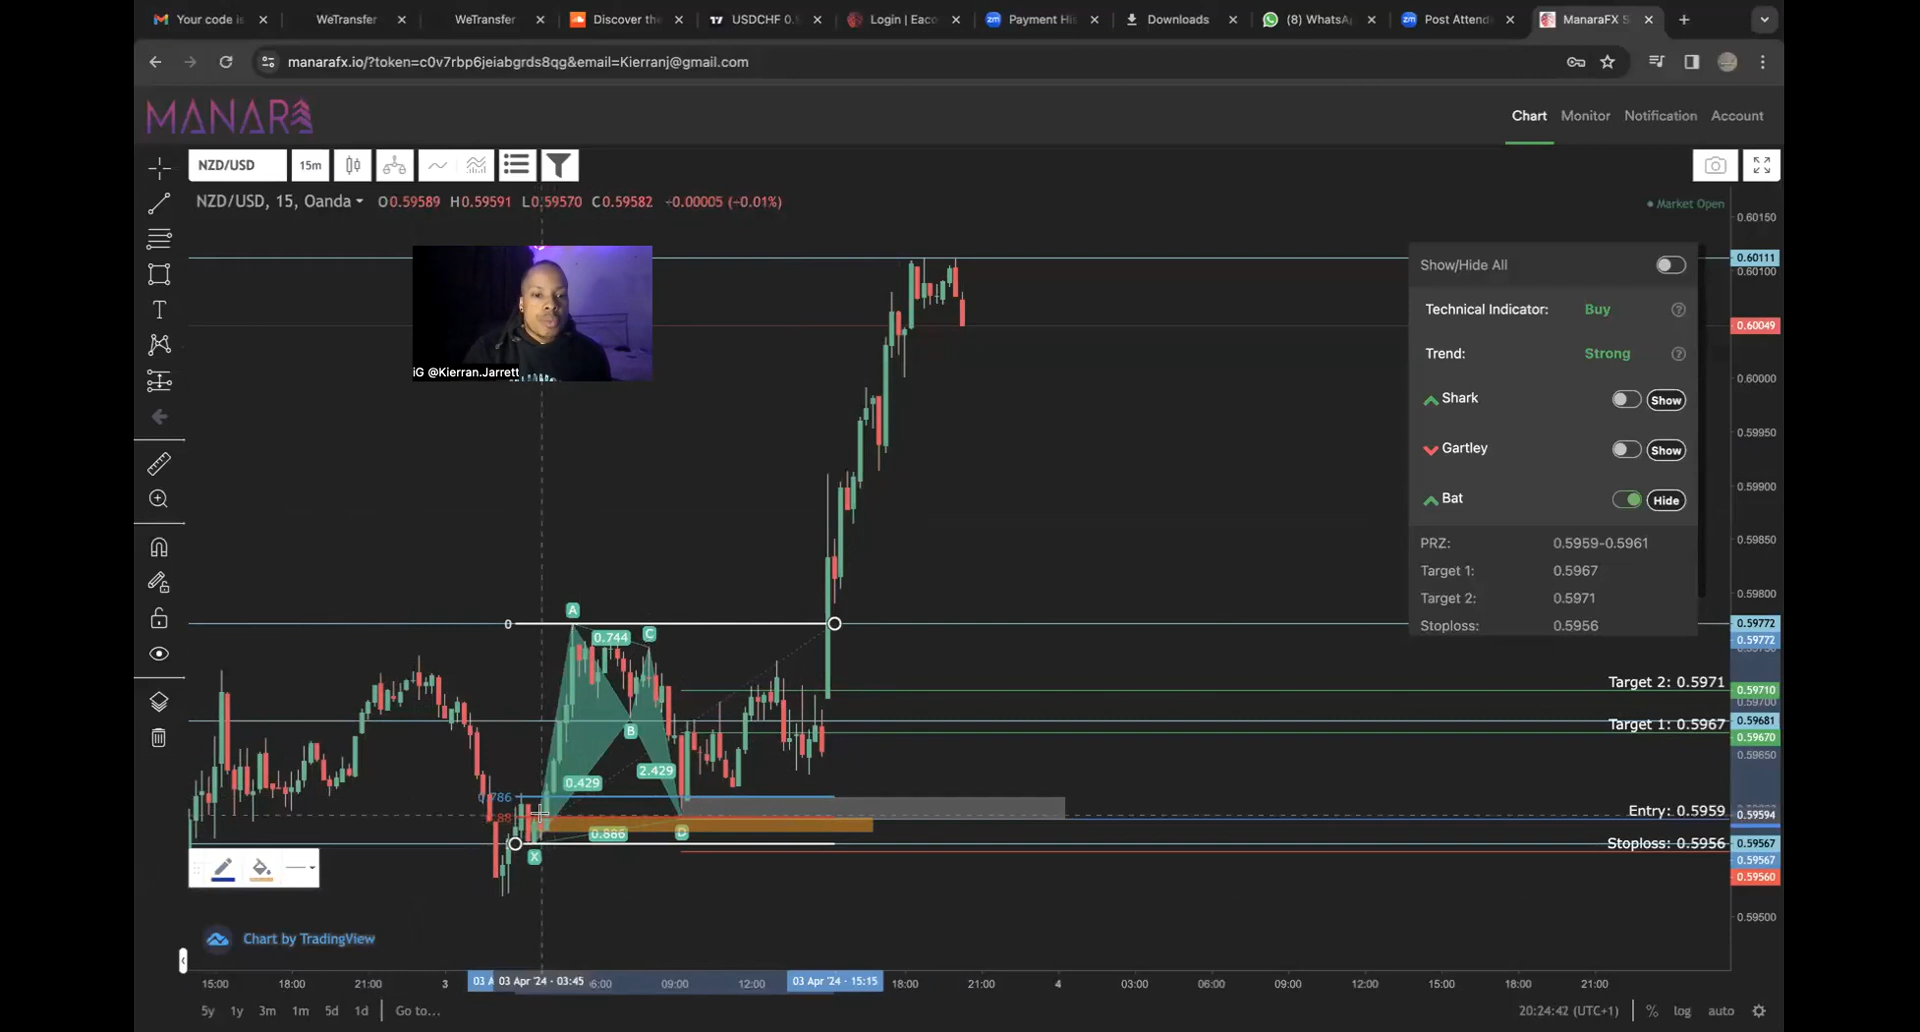 Your code is
WeTransfer
WeTransfer
Discover the
USDCHF 0.
Login | Eaco
Payment His
Downloads
(8) WhatsAp
Post Attend
ManaraFX S
manarafx.io/?token=c0v7rbp6jeiabgrds8qg&email=Kierranj@gmail.com
MANARA
Chart Monitor Notification Account
NZD/USD 15m
NZD/USD, 15, Oanda O0.59589 H0.59591 L0.59570 C0.59582 −0.00005 (−0.01%)
Market Open
0.60150
0.60111
0.60100
0.60049
0.60000
0.59950
0.59900
0.59850
0.59800
0.59772
0.59772
0.59710
0.59700
0.59681
0.59670
0.59650
0.59594
0.59567
0.59567
0.59560
0.59500
iG @Kierran.Jarrett
Show/Hide All
Technical Indicator: Buy
Trend: Strong
Shark Show
Gartley Show
Bat Hide
PRZ: 0.5959-0.5961
Target 1: 0.5967
Target 2: 0.5971
Stoploss: 0.5956
0
A
0.744
C
B
0.429
2.429
0.786
0.886
D
X
Target 2: 0.5971
Target 1: 0.5967
Entry: 0.5959
Stoploss: 0.5956
Chart by TradingView
15:00 18:00 21:00 3 03 A 03 Apr '24 - 03:45 06:00 09:00 12:00 03 Apr '24 - 15:15 18:00 21:00 4 03:00 06:00 09:00 12:00 15:00 18:00 21:00
5y 1y 3m 1m 5d 1d Go to...
20:24:42 (UTC+1) % log auto